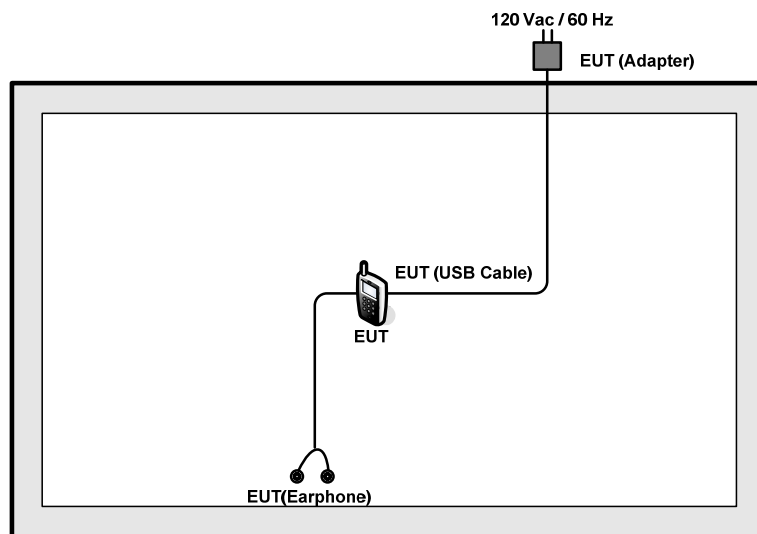 120 Vac / 60 Hz
EUT (Adapter)
EUT (USB Cable)
EUT
EUT(Earphone)